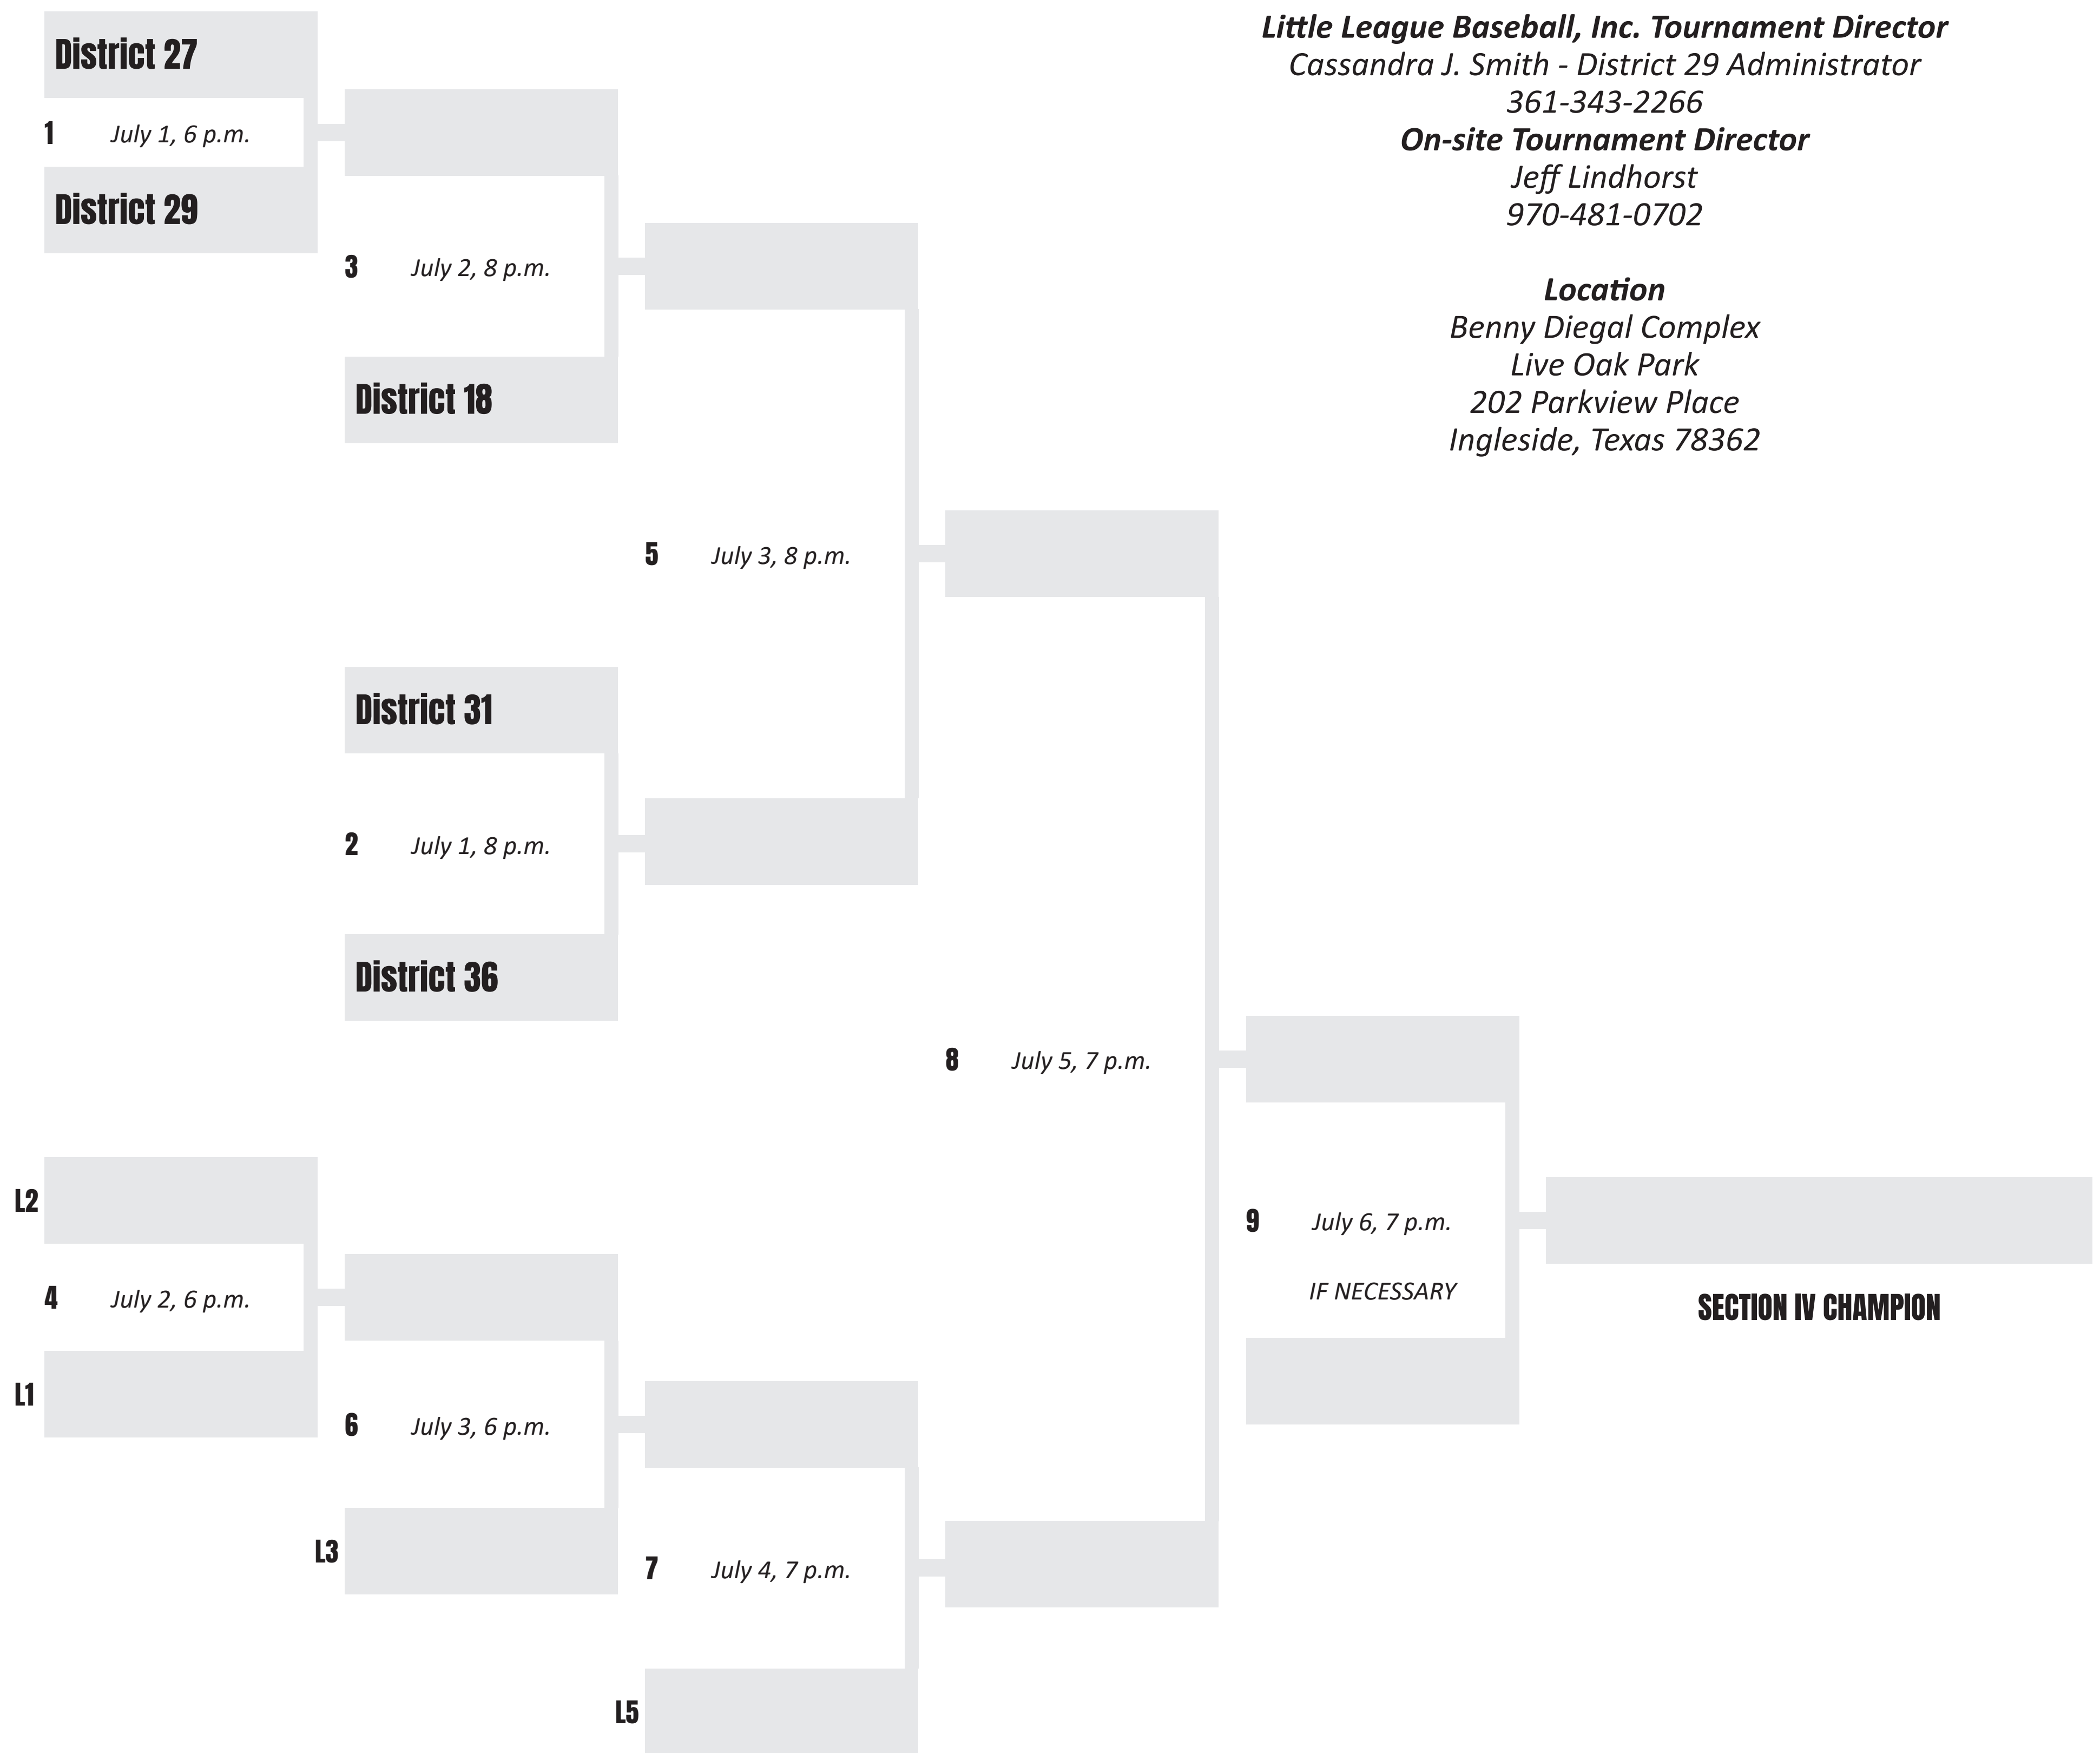 District 27
1 July 1, 6 p.m.
District 29
3 July 2, 8 p.m.
District 18
5 July 3, 8 p.m.
District 31
2 July 1, 8 p.m.
District 36
8 July 5, 7 p.m.
L2
4 July 2, 6 p.m.
L1
6 July 3, 6 p.m.
L3
7 July 4, 7 p.m.
L5
9 July 6, 7 p.m.
IF NECESSARY
SECTION IV CHAMPION
Little League Baseball, Inc. Tournament Director
Cassandra J. Smith - District 29 Administrator
361-343-2266
On-site Tournament Director
Jeff Lindhorst
970-481-0702
Location
Benny Diegal Complex
Live Oak Park
202 Parkview Place
Ingleside, Texas 78362